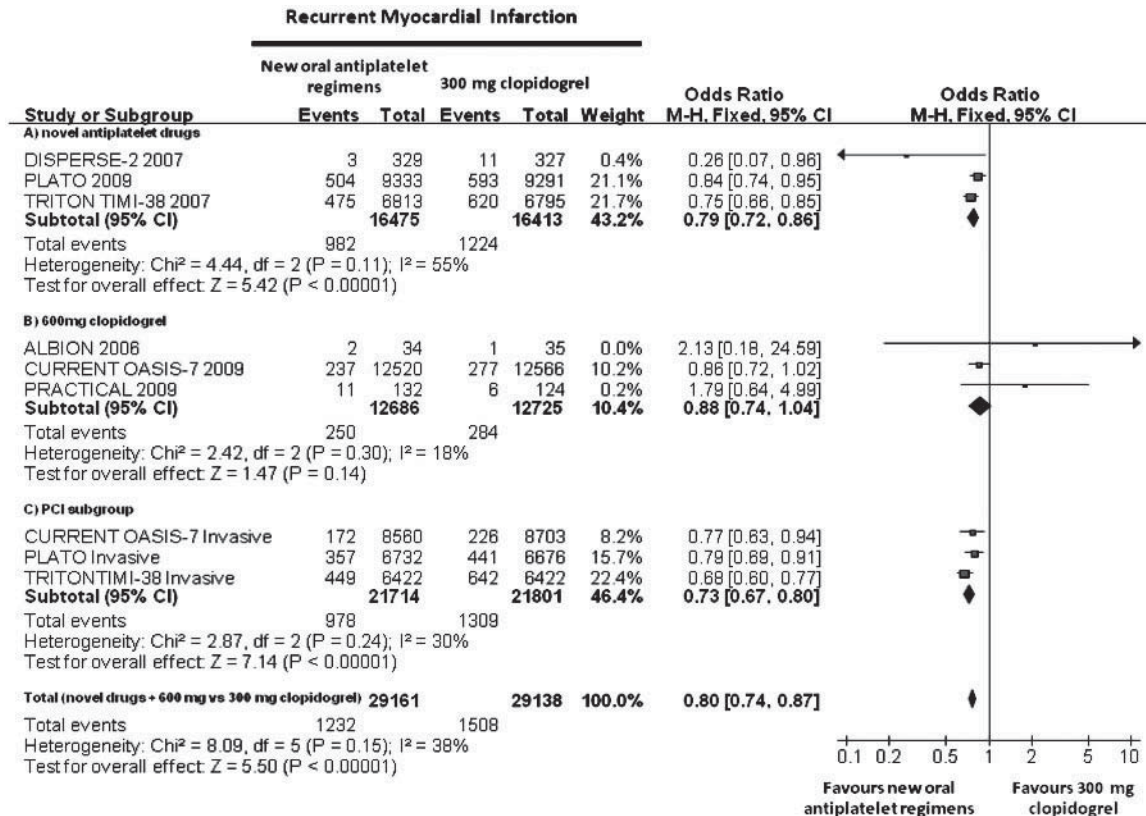 Recurrent Myocardial Infarction
New oral antiplatelet regimens 300 mg clopidogrel Odds Ratio Odds Ratio
Study or Subgroup Events Total Events Total Weight M-H, Fixed, 95% CI M-H, Fixed, 95% CI
A) novel antiplatelet drugs
DISPERSE-2 2007 3 329 11 327 0.4% 0.26 [0.07, 0.96]
PLATO 2009 504 9333 593 9291 21.1% 0.84 [0.74, 0.95]
TRITON TIMI-38 2007 475 6813 620 6795 21.7% 0.75 [0.66, 0.85]
Subtotal (95% CI) 16475 16413 43.2% 0.79 [0.72, 0.86]
Total events 982 1224
Heterogeneity: Chi² = 4.44, df = 2 (P = 0.11); I² = 55%
Test for overall effect: Z = 5.42 (P < 0.00001)
B) 600mg clopidogrel
ALBION 2006 2 34 1 35 0.0% 2.13 [0.18, 24.59]
CURRENT OASIS-7 2009 237 12520 277 12566 10.2% 0.86 [0.72, 1.02]
PRACTICAL 2009 11 132 6 124 0.2% 1.79 [0.64, 4.99]
Subtotal (95% CI) 12686 12725 10.4% 0.88 [0.74, 1.04]
Total events 250 284
Heterogeneity: Chi² = 2.42, df = 2 (P = 0.30); I² = 18%
Test for overall effect: Z = 1.47 (P = 0.14)
C) PCI subgroup
CURRENT OASIS-7 Invasive 172 8560 226 8703 8.2% 0.77 [0.63, 0.94]
PLATO Invasive 357 6732 441 6676 15.7% 0.79 [0.69, 0.91]
TRITONTIMI-38 Invasive 449 6422 642 6422 22.4% 0.68 [0.60, 0.77]
Subtotal (95% CI) 21714 21801 46.4% 0.73 [0.67, 0.80]
Total events 978 1309
Heterogeneity: Chi² = 2.87, df = 2 (P = 0.24); I² = 30%
Test for overall effect: Z = 7.14 (P < 0.00001)
Total (novel drugs + 600 mg vs 300 mg clopidogrel) 29161 29138 100.0% 0.80 [0.74, 0.87]
Total events 1232 1508
Heterogeneity: Chi² = 8.09, df = 5 (P = 0.15); I² = 38%
Test for overall effect: Z = 5.50 (P < 0.00001)
0.1 0.2 0.5 1 2 5 10
Favours new oral antiplatelet regimens Favours 300 mg clopidogrel